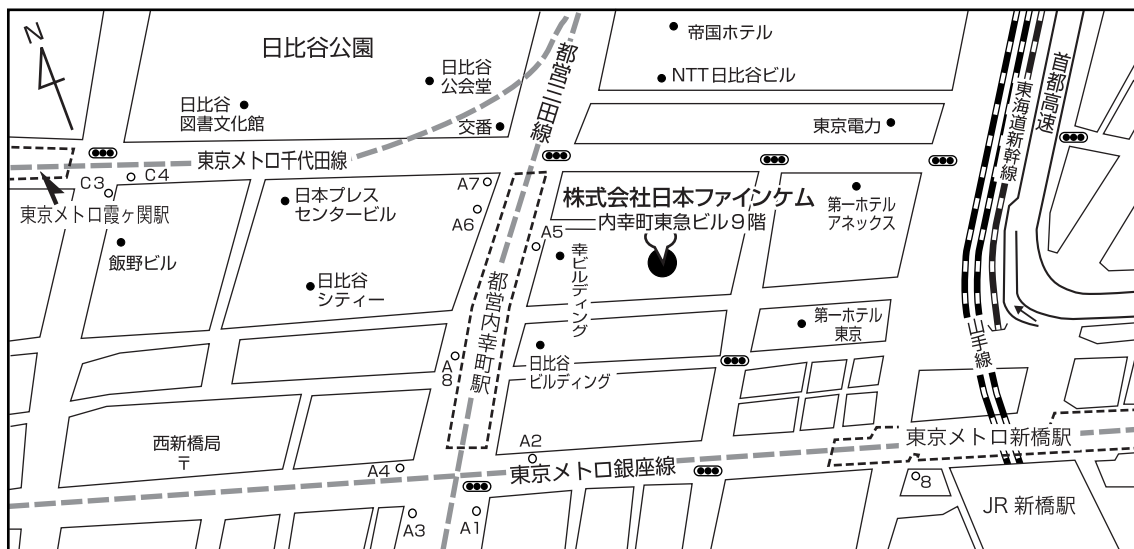 N
日比谷公園
日比谷
公会堂
日比谷
図書文化館
交番
都営三田線
帝国ホテル
NTT日比谷ビル
東京電力
東海道新幹線
首都高速
東京メトロ千代田線
C3
C4
東京メトロ霞ヶ関駅
飯野ビル
日本プレス
センタービル
日比谷
シティー
A7
A6
A5
株式会社日本ファインケム
内幸町東急ビル9階
幸ビルディング
第一ホテル
アネックス
都営内幸町駅
A8
日比谷
ビルディング
第一ホテル
東京
山手線
西新橋局
〒
A4
A2
東京メトロ銀座線
東京メトロ新橋駅
A3
A1
8
JR 新橋駅